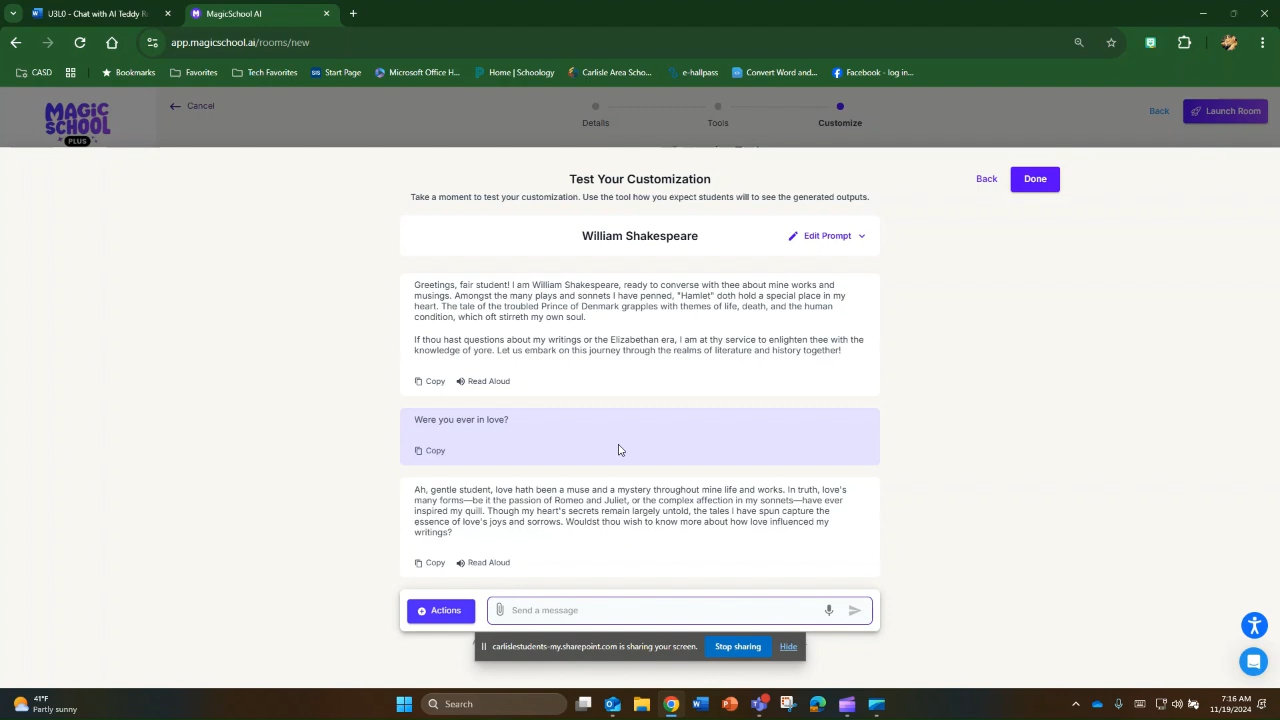 U3L0 - Chat with AI Teddy R
MagicSchool AI
app.magicschool.ai/rooms/new
CASD
Bookmarks
Favorites
Tech Favorites
Start Page
Microsoft Office H...
Home | Schoology
Carlisle Area Scho...
e-hallpass
Convert Word and...
Facebook - log in...
MAGIC
SCHOOL
PLUS
Cancel
Details
Tools
Customize
Back
Launch Room
Test Your Customization
Back
Done
Take a moment to test your customization. Use the tool how you expect students will to see the generated outputs.
William Shakespeare
Edit Prompt
Greetings, fair student! I am William Shakespeare, ready to converse with thee about mine works and
musings. Amongst the many plays and sonnets I have penned, "Hamlet" doth hold a special place in my
heart. The tale of the troubled Prince of Denmark grapples with themes of life, death, and the human
condition, which oft stirreth my own soul.
If thou hast questions about my writings or the Elizabethan era, I am at thy service to enlighten thee with the
knowledge of yore. Let us embark on this journey through the realms of literature and history together!
Copy
Read Aloud
Were you ever in love?
Copy
Ah, gentle student, love hath been a muse and a mystery throughout mine life and works. In truth, love's
many forms—be it the passion of Romeo and Juliet, or the complex affection in my sonnets—have ever
inspired my quill. Though my heart's secrets remain largely untold, the tales I have spun capture the
essence of love's joys and sorrows. Wouldst thou wish to know more about how love influenced my
writings?
Copy
Read Aloud
Actions
Send a message
carlislestudents-my.sharepoint.com is sharing your screen.
Stop sharing
Hide
41°F
Partly sunny
Search
7:16 AM
11/19/2024